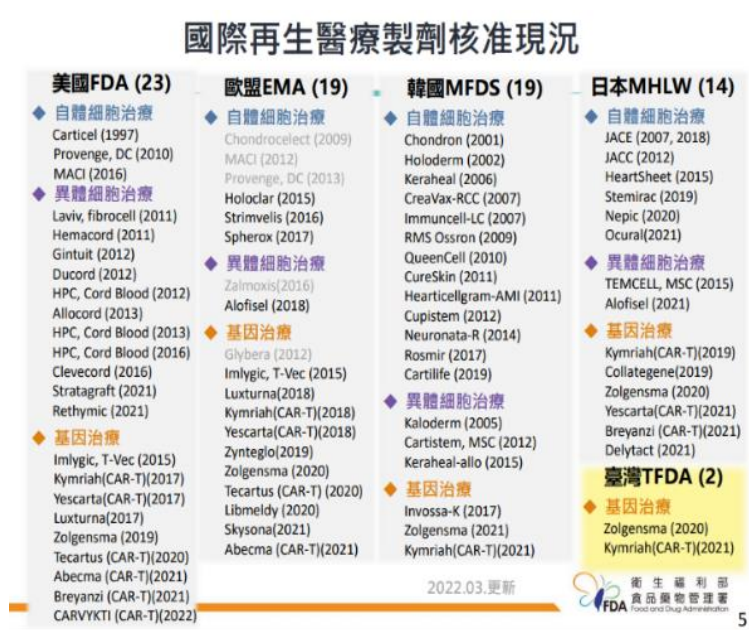 國際再生醫療製劑核准現況
美國FDA (23)
自體細胞治療
Carticel (1997)
Provenge, DC (2010)
MACI (2016)
異體細胞治療
Laviv, fibrocell (2011)
Hemacord (2011)
Gintuit (2012)
Ducord (2012)
HPC, Cord Blood (2012)
Allocord (2013)
HPC, Cord Blood (2013)
HPC, Cord Blood (2016)
Clevecord (2016)
Stratagraft (2021)
Rethymic (2021)
基因治療
Imlygic, T-Vec (2015)
Kymriah(CAR-T)(2017)
Yescarta(CAR-T)(2017)
Luxturna(2017)
Zolgensma (2019)
Tecartus (CAR-T)(2020)
Abecma (CAR-T)(2021)
Breyanzi (CAR-T)(2021)
CARVYKTI (CAR-T)(2022)
歐盟EMA (19)
自體細胞治療
Chondrocelect (2009)
MACI (2012)
Provenge, DC (2013)
Holoclar (2015)
Strimvelis (2016)
Spherox (2017)
異體細胞治療
Zalmoxis(2016)
Alofisel (2018)
基因治療
Glybera (2012)
Imlygic, T-Vec (2015)
Luxturna(2018)
Kymriah(CAR-T)(2018)
Yescarta(CAR-T)(2018)
Zynteglo(2019)
Zolgensma (2020)
Tecartus (CAR-T) (2020)
Libmeldy (2020)
Skysona(2021)
Abecma (CAR-T)(2021)
韓國MFDS (19)
自體細胞治療
Chondron (2001)
Holoderm (2002)
Keraheal (2006)
CreaVax-RCC (2007)
Immuncell-LC (2007)
RMS Ossron (2009)
QueenCell (2010)
CureSkin (2011)
Hearticellgram-AMI (2011)
Cupistem (2012)
Neuronata-R (2014)
Rosmir (2017)
Cartilife (2019)
異體細胞治療
Kaloderm (2005)
Cartistem, MSC (2012)
Keraheal-allo (2015)
基因治療
Invossa-K (2017)
Zolgensma (2021)
Kymriah(CAR-T)(2021)
日本MHLW (14)
自體細胞治療
JACE (2007, 2018)
JACC (2012)
HeartSheet (2015)
Stemirac (2019)
Nepic (2020)
Ocural(2021)
異體細胞治療
TEMCELL, MSC (2015)
Alofisel (2021)
基因治療
Kymriah(CAR-T)(2019)
Collategene(2019)
Zolgensma (2020)
Yescarta(CAR-T)(2021)
Breyanzi (CAR-T)(2021)
Delytact (2021)
臺灣TFDA (2)
基因治療
Zolgensma (2020)
Kymriah(CAR-T)(2021)
2022.03.更新
衛生福利部
食品藥物管理署
FDA Food and Drug Administration
5